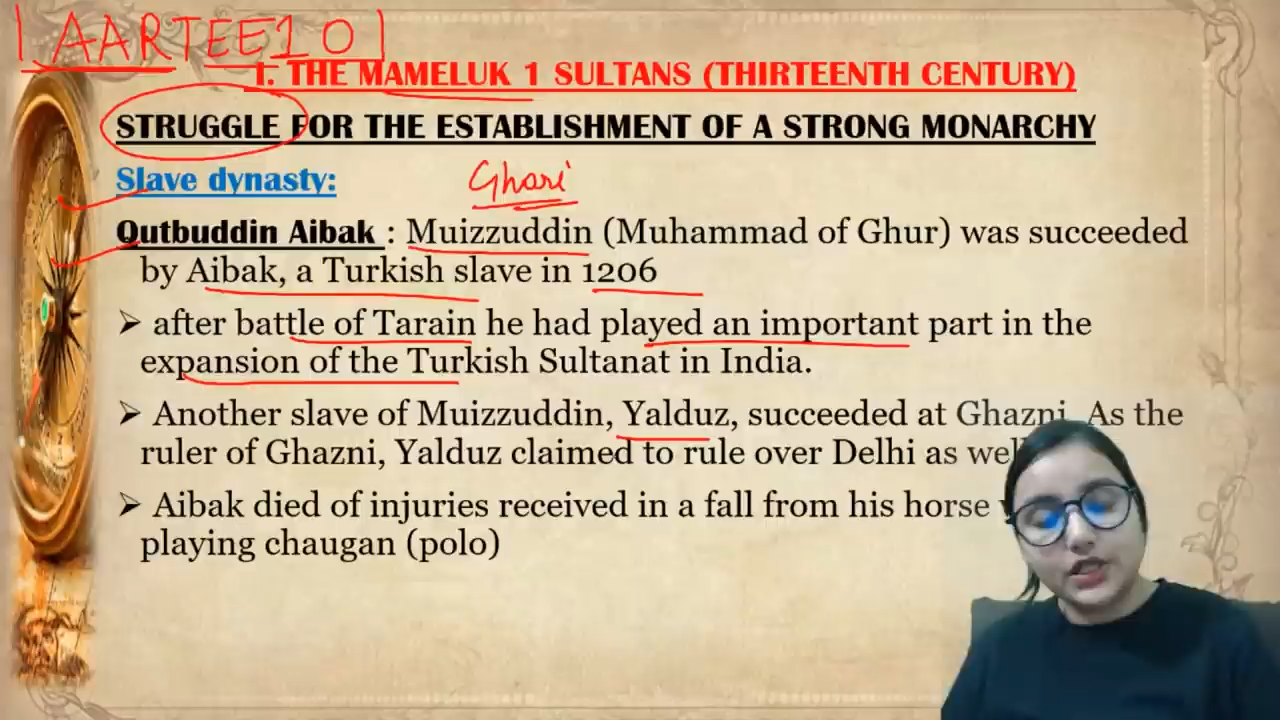 AARTEE10
1. THE MAMELUK 1 SULTANS (THIRTEENTH CENTURY)
STRUGGLE FOR THE ESTABLISHMENT OF A STRONG MONARCHY
Slave dynasty:
Ghori
Qutbuddin Aibak : Muizzuddin (Muhammad of Ghur) was succeeded
by Aibak, a Turkish slave in 1206
➢ after battle of Tarain he had played an important part in the
expansion of the Turkish Sultanat in India.
➢ Another slave of Muizzuddin, Yalduz, succeeded at Ghazni. As the
ruler of Ghazni, Yalduz claimed to rule over Delhi as
➢ Aibak died of injuries received in a fall from his horse
playing chaugan (polo)